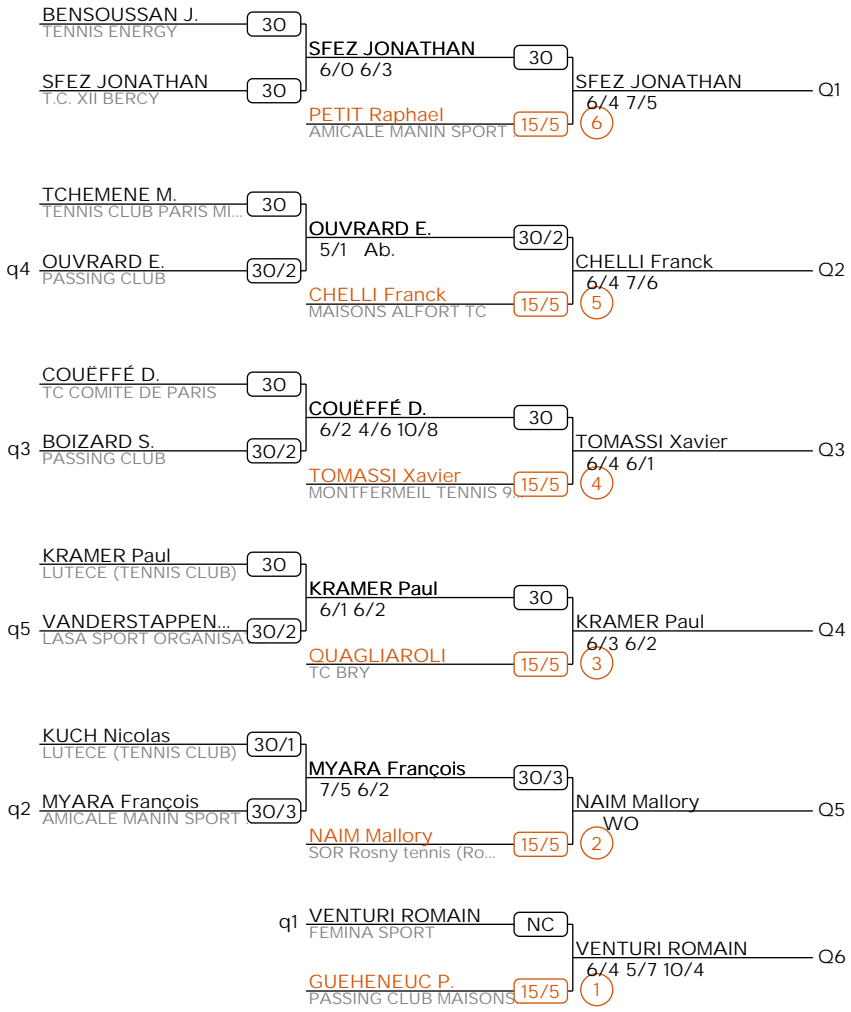 BENSOUSSAN J.
TENNIS ENERGY
30
SFEZ JONATHAN
6/0 6/3
30
SFEZ JONATHAN
T.C. XII BERCY
30
SFEZ JONATHAN
6/4 7/5
Q1
PETIT Raphael
AMICALE MANIN SPORT
15/5
6
TCHEMENE M.
TENNIS CLUB PARIS MI...
30
OUVRARD E.
5/1 Ab.
30/2
q4 OUVRARD E.
PASSING CLUB
30/2
CHELLI Franck
6/4 7/6
Q2
CHELLI Franck
MAISONS ALFORT TC
15/5
5
COUËFFÉ D.
TC COMITE DE PARIS
30
COUËFFÉ D.
6/2 4/6 10/8
30
q3 BOIZARD S.
PASSING CLUB
30/2
TOMASSI Xavier
6/4 6/1
Q3
TOMASSI Xavier
MONTFERMEIL TENNIS 9...
15/5
4
KRAMER Paul
LUTECE (TENNIS CLUB)
30
KRAMER Paul
6/1 6/2
30
q5 VANDERSTAPPEN...
LASA SPORT ORGANISA
30/2
KRAMER Paul
6/3 6/2
Q4
QUAGLIAROLI
TC BRY
15/5
3
KUCH Nicolas
LUTECE (TENNIS CLUB)
30/1
MYARA François
7/5 6/2
30/3
q2 MYARA François
AMICALE MANIN SPORT
30/3
NAIM Mallory
WO
Q5
NAIM Mallory
SOR Rosny tennis (Ro...
15/5
2
q1 VENTURI ROMAIN
FEMINA SPORT
NC
VENTURI ROMAIN
6/4 5/7 10/4
Q6
GUEHENEUC P.
PASSING CLUB MAISONS
15/5
1